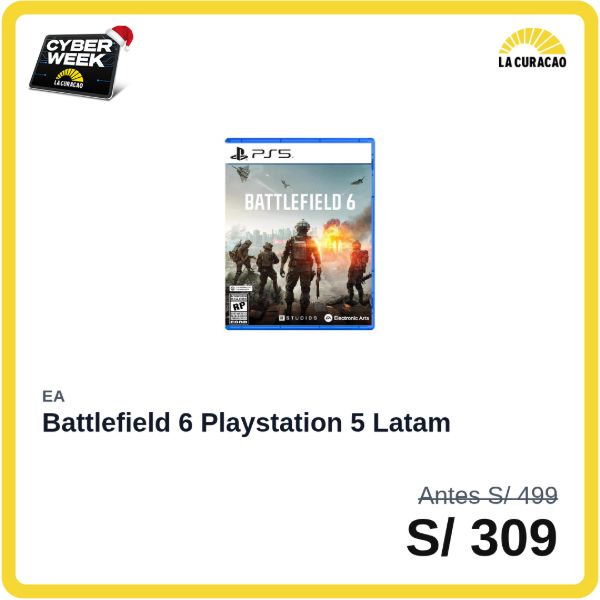 CYBER
WEEK
LA CURACAO
LA CURACAO
PS5
BATTLEFIELD 6
RP
STUDIOS
Electronic Arts
EA
Battlefield 6 Playstation 5 Latam
Antes S/ 499
S/ 309